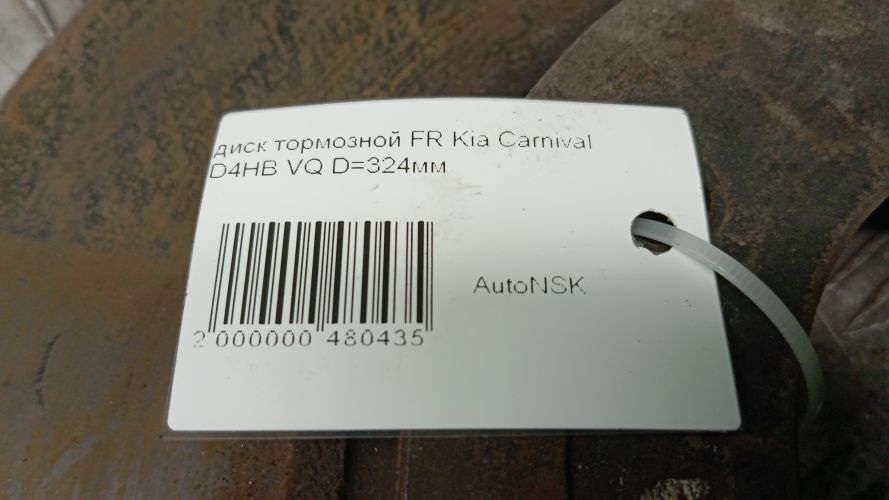 диск тормозной FR Kia Carnival
D4HB VQ D=324мм
AutoNSK
2 000000 480435